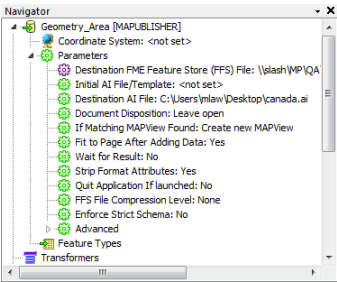 Navigator
Geometry_Area [MAPUBLISHER]
Coordinate System: <not set>
Parameters
Destination FME Feature Store (FFS) File: \\slash\MP\QA\
Initial AI File/Template: <not set>
Destination AI File: C:\Users\mlaw\Desktop\canada.ai
Document Disposition: Leave open
If Matching MAPView Found: Create new MAPView
Fit to Page After Adding Data: Yes
Wait for Result: No
Strip Format Attributes: Yes
Quit Application If launched: No
FFS File Compression Level: None
Enforce Strict Schema: No
Advanced
Feature Types
Transformers